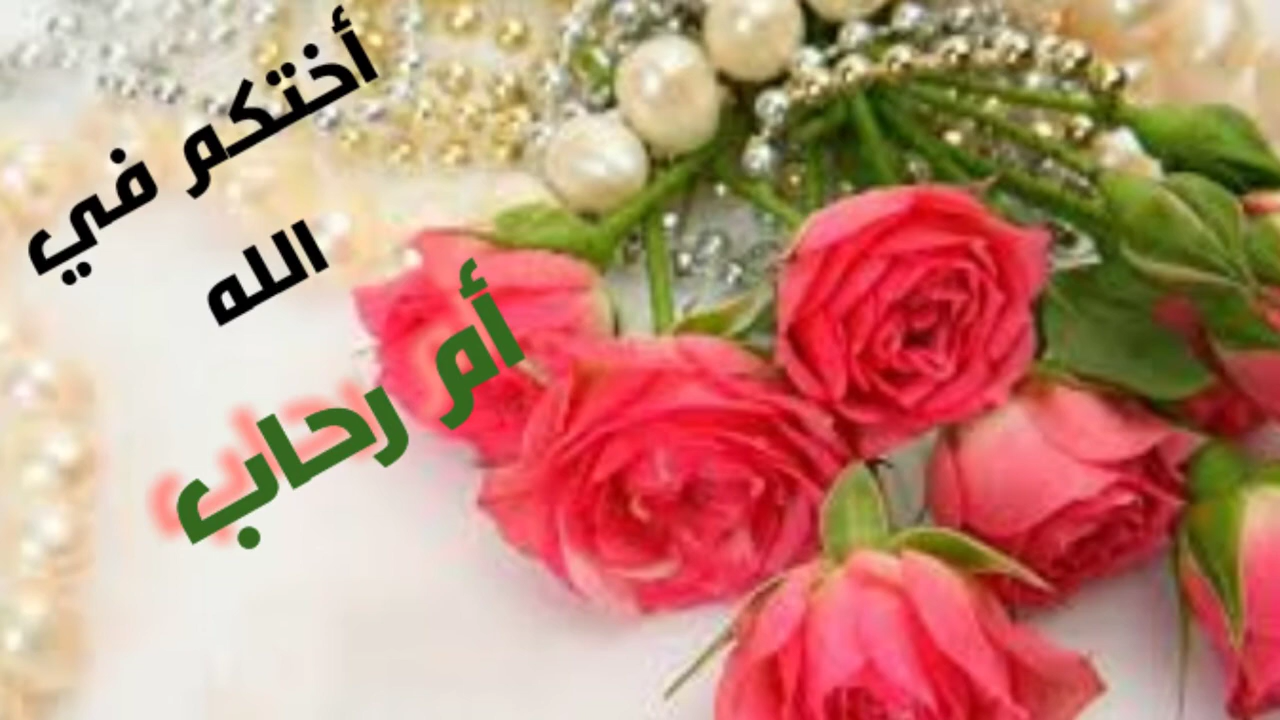 أختكم في
الله
أم رحاب